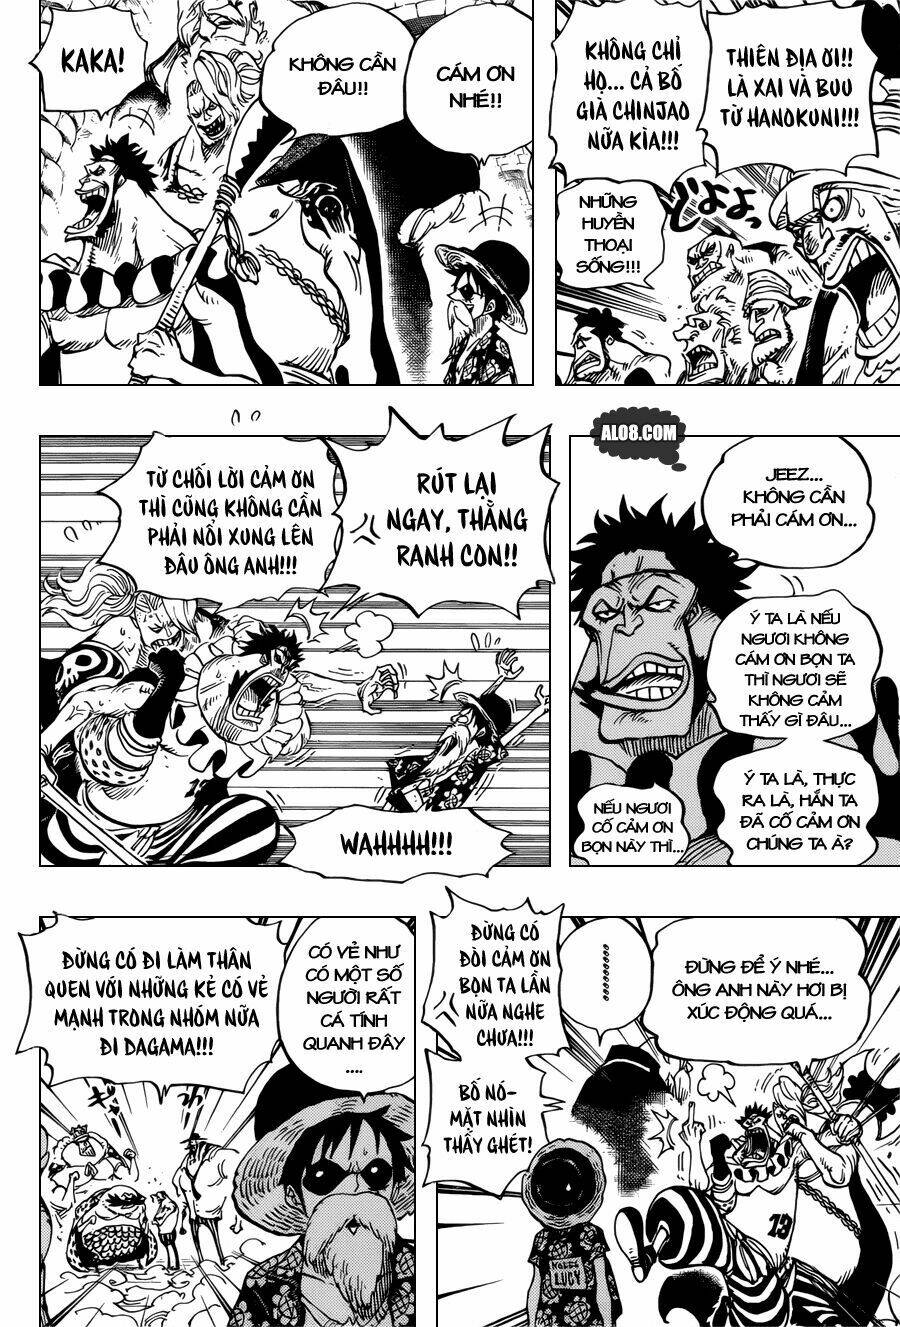 THIÊN ĐỊA ƠI!!
LÀ XAI VÀ BUU
TỪ HANOKUNI!!!
KHÔNG CHỈ
HỌ... CẢ BỐ
GIÀ CHINJAO
NỮA KÌA!!!
NHỮNG
HUYỀN
THOẠI
SỐNG!!!
どよよっ
CÁM ƠN
NHÉ!!
KHÔNG CẦN
ĐÂU!!
KAKA!
AL08.COM
JEEZ...
KHÔNG CẦN
PHẢI CÁM ƠN...
Ý TA LÀ NẾU
NGƯƠI KHÔNG
CÁM ƠN BỌN TA
THÌ NGƯƠI SẼ
KHÔNG CẢM
THẤY GÌ ĐÂU...
Ý TA LÀ, THỰC
RA LÀ, HẮN TA
ĐÃ CỐ CẢM ƠN
CHÚNG TA À?
NẾU NGƯƠI
CỐ CẢM ƠN
BỌN NÀY THÌ...
RÚT LẠI
NGAY, THẰNG
RANH CON!!
TỪ CHỐI LỜI CẢM ƠN
THÌ CŨNG KHÔNG CẦN
PHẢI NỔI XUNG LÊN
ĐÂU ÔNG ANH!!!
WAHHHH!!!
ĐỪNG ĐỂ Ý NHÉ...
ÔNG ANH NÀY HƠI BỊ
XÚC ĐỘNG QUÁ...
.........
ĐỪNG CÓ
ĐÒI CẢM ƠN
BỌN TA LẦN
NỮA NGHE
CHƯA!!!
BỐ NÓ-
MẶT NHÌN
THẤY GHÉT!
13
LUCY
CÓ VẺ NHƯ
CÓ MỘT SỐ
NGƯỜI RẤT
CÁ TÍNH
QUANH ĐÂY
....
ĐỪNG CÓ ĐI LÀM THÂN
QUEN VỚI NHỮNG KẺ CÓ VẺ
MẠNH TRONG NHÓM NỮA
ĐI DAGAMA!!!